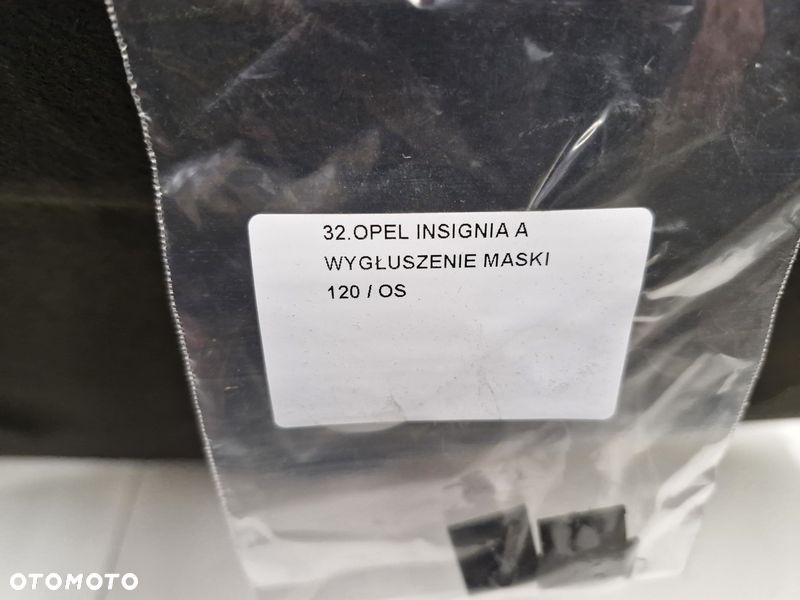 32.OPEL INSIGNIA A
WYGŁUSZENIE MASKI
120 / OS
OTOMOTO